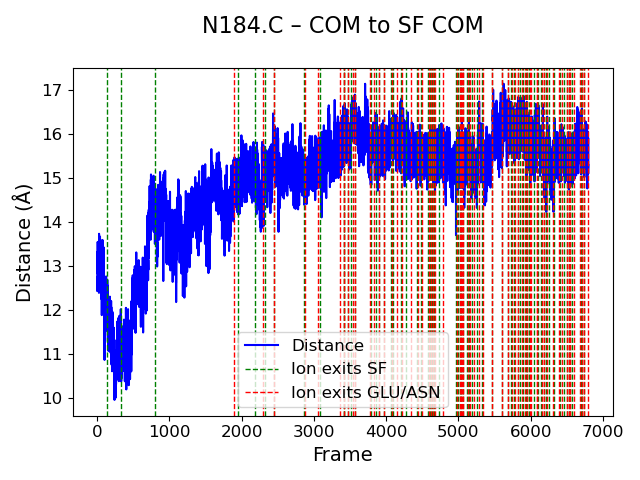 N184.C – COM to SF COM
Distance (Å)
17
16
15
14
13
12
11
10
Distance
Ion exits SF
Ion exits GLU/ASN
0 1000 2000 3000 4000 5000 6000 7000
Frame